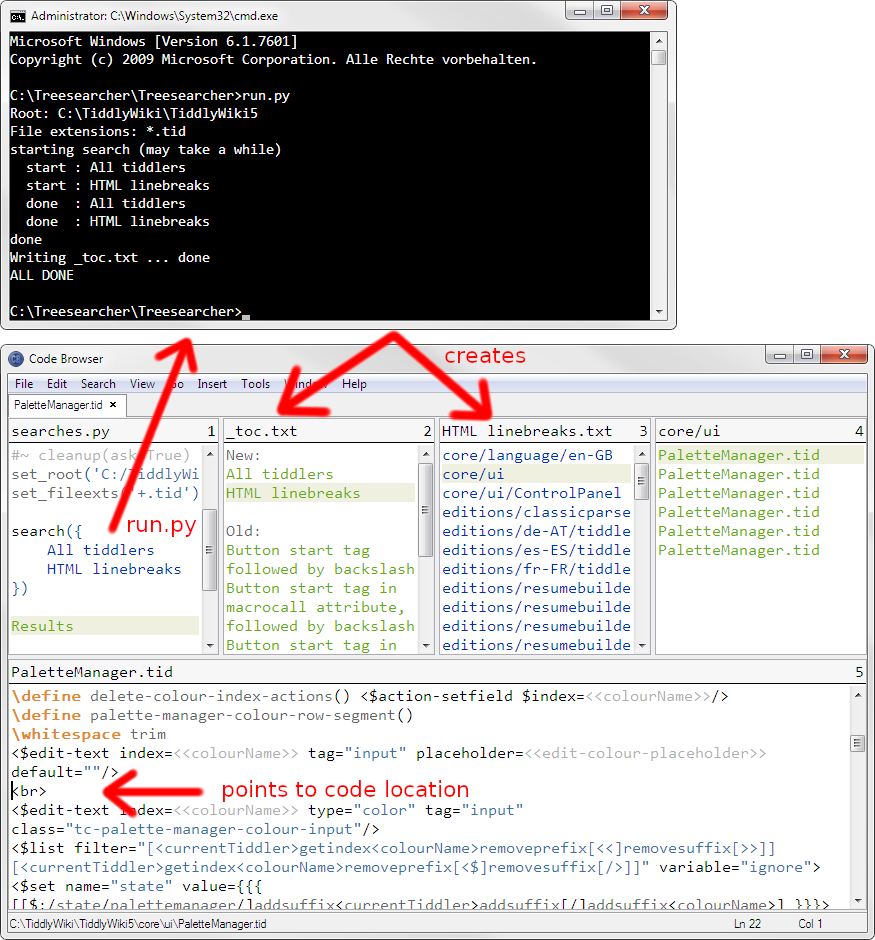 Administrator: C:\Windows\System32\cmd.exe
Microsoft Windows [Version 6.1.7601]
Copyright (c) 2009 Microsoft Corporation. Alle Rechte vorbehalten.
C:\Treesearcher\Treesearcher>run.py
Root: C:\TiddlyWiki\TiddlyWiki5
File extensions: *.tid
starting search (may take a while)
start : All tiddlers
start : HTML linebreaks
done  : All tiddlers
done  : HTML linebreaks
done
Writing _toc.txt ... done
ALL DONE
C:\Treesearcher\Treesearcher>_
creates
Code Browser
File Edit Search View Go Insert Tools Window Help
PaletteManager.tid
searches.py 1
#~ cleanup(ask True)
set_root('C:/TiddlyWi
set_fileexts('+.tid')
search({
All tiddlers
HTML linebreaks
})
Results
run.py
_toc.txt 2
New:
All tiddlers
HTML linebreaks
Old:
Button start tag
followed by backslash
Button start tag in
macrocall attribute,
followed by backslash
Button start tag in
HTML linebreaks.txt 3
core/language/en-GB
core/ui
core/ui/ControlPanel
editions/classicparse
editions/de-AT/tiddle
editions/es-ES/tiddle
editions/fr-FR/tiddle
editions/resumebuilde
editions/resumebuilde
editions/resumebuilde
editions/resumebuilde
core/ui 4
PaletteManager.tid
PaletteManager.tid
PaletteManager.tid
PaletteManager.tid
PaletteManager.tid
PaletteManager.tid
PaletteManager.tid 5
\define delete-colour-index-actions() <$action-setfield $index=<<colourName>>/>
\define palette-manager-colour-row-segment()
\whitespace trim
<$edit-text index=<<colourName>> tag="input" placeholder=<<edit-colour-placeholder>>
default=""/>
<br>
points to code location
<$edit-text index=<<colourName>> type="color" tag="input"
class="tc-palette-manager-colour-input"/>
<$list filter="[<currentTiddler>getindex<colourName>removeprefix[<<]removesuffix[>>]]
[<currentTiddler>getindex<colourName>removeprefix[<$]removesuffix[/>]]" variable="ignore">
<$set name="state" value={{{
[[$:/state/palettemanager/]addsuffix<currentTiddler>addsuffix[/]addsuffix<colourName>] }}}>
C:\TiddlyWiki\TiddlyWiki5\core\ui\PaletteManager.tid Ln 22 Col 1